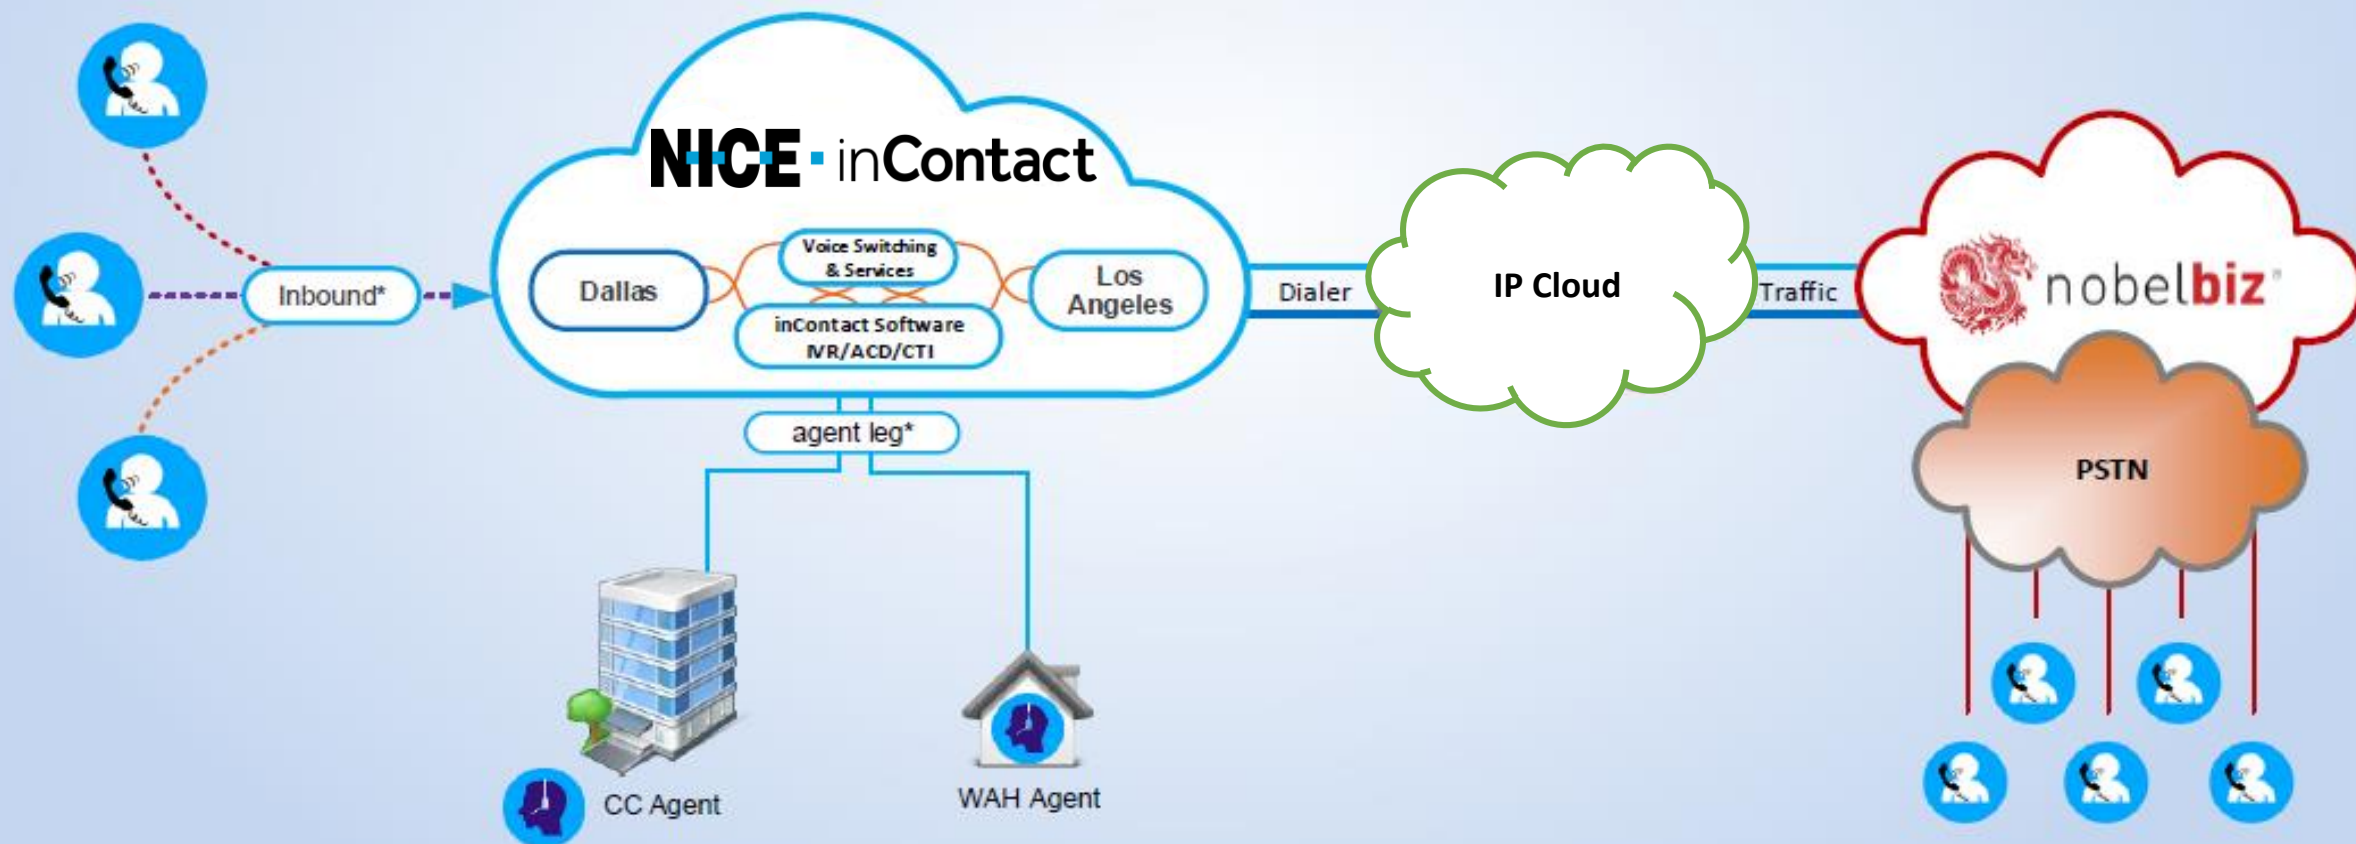 NICE inContact
Inbound*
Dallas
Voice Switching
& Services
inContact Software
IVR/ACD/CTI
Los
Angeles
Dialer
IP Cloud
Traffic
nobelbiz®
PSTN
agent leg*
CC Agent
WAH Agent